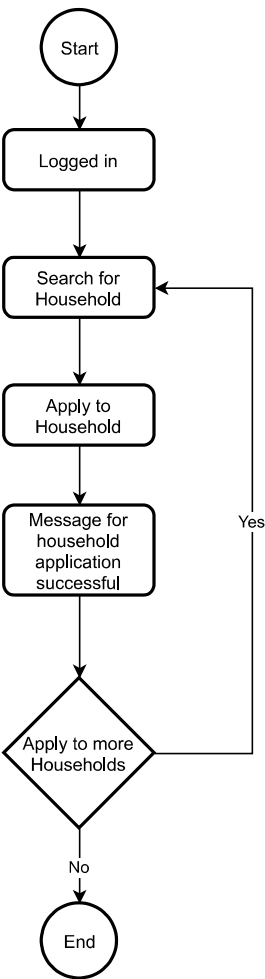 Start
Logged in
Search for
Household
Apply to
Household
Message for
household
application
successful
Yes
Apply to more
Households
No
End